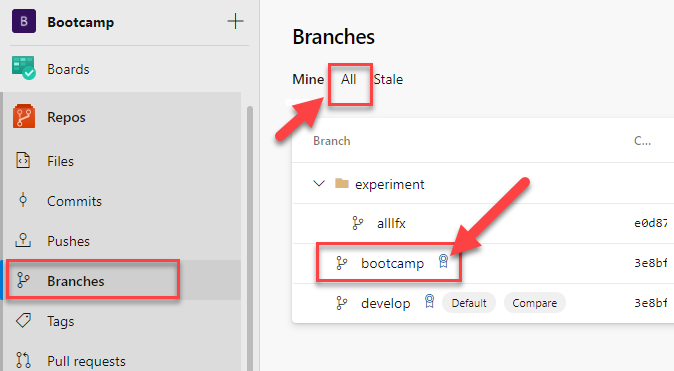 B Bootcamp
Boards
Repos
Files
Commits
Pushes
Branches
Tags
Pull requests
Branches
Mine All Stale
Branch C...
experiment
alllfx e0d87
bootcamp 3e8bf
develop Default Compare 3e8bf